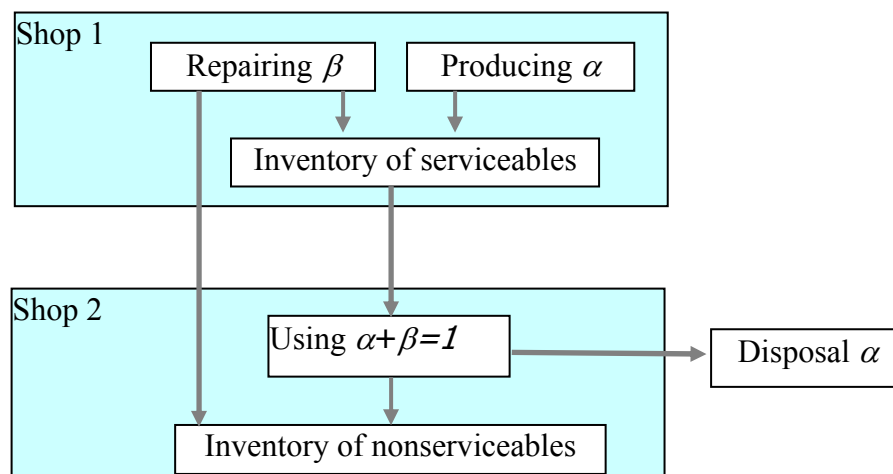 Shop 1
Repairing β
Producing α
Inventory of serviceables
Shop 2
Using α+β=1
Disposal α
Inventory of nonserviceables